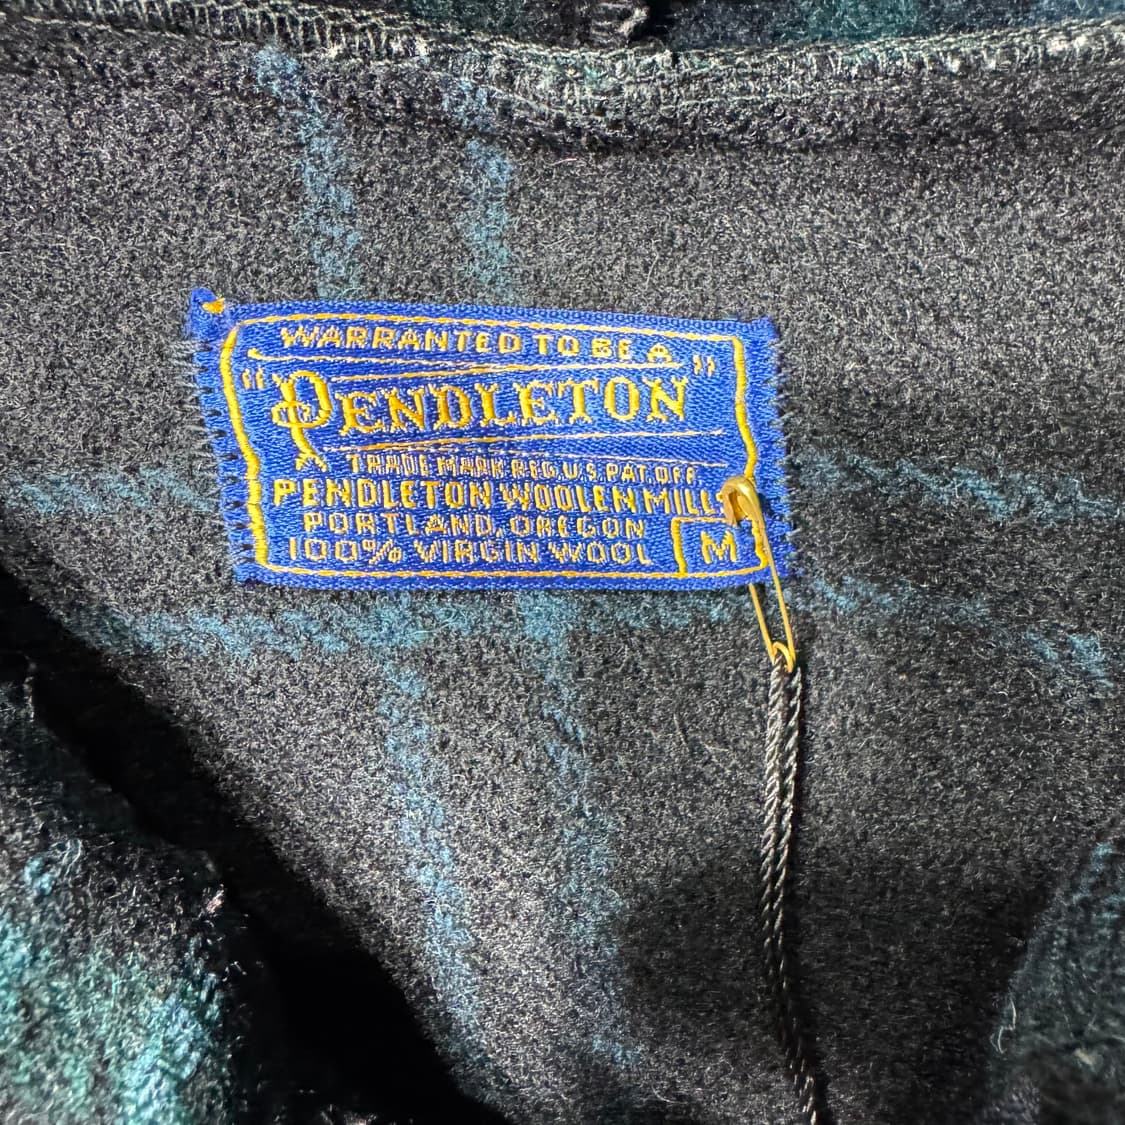 WARRANTED TO BE A
"PENDLETON"
TRADE MARK REG. U.S. PAT. OFF.
PENDLETON WOOLEN MILLS
PORTLAND, OREGON
100% VIRGIN WOOL M